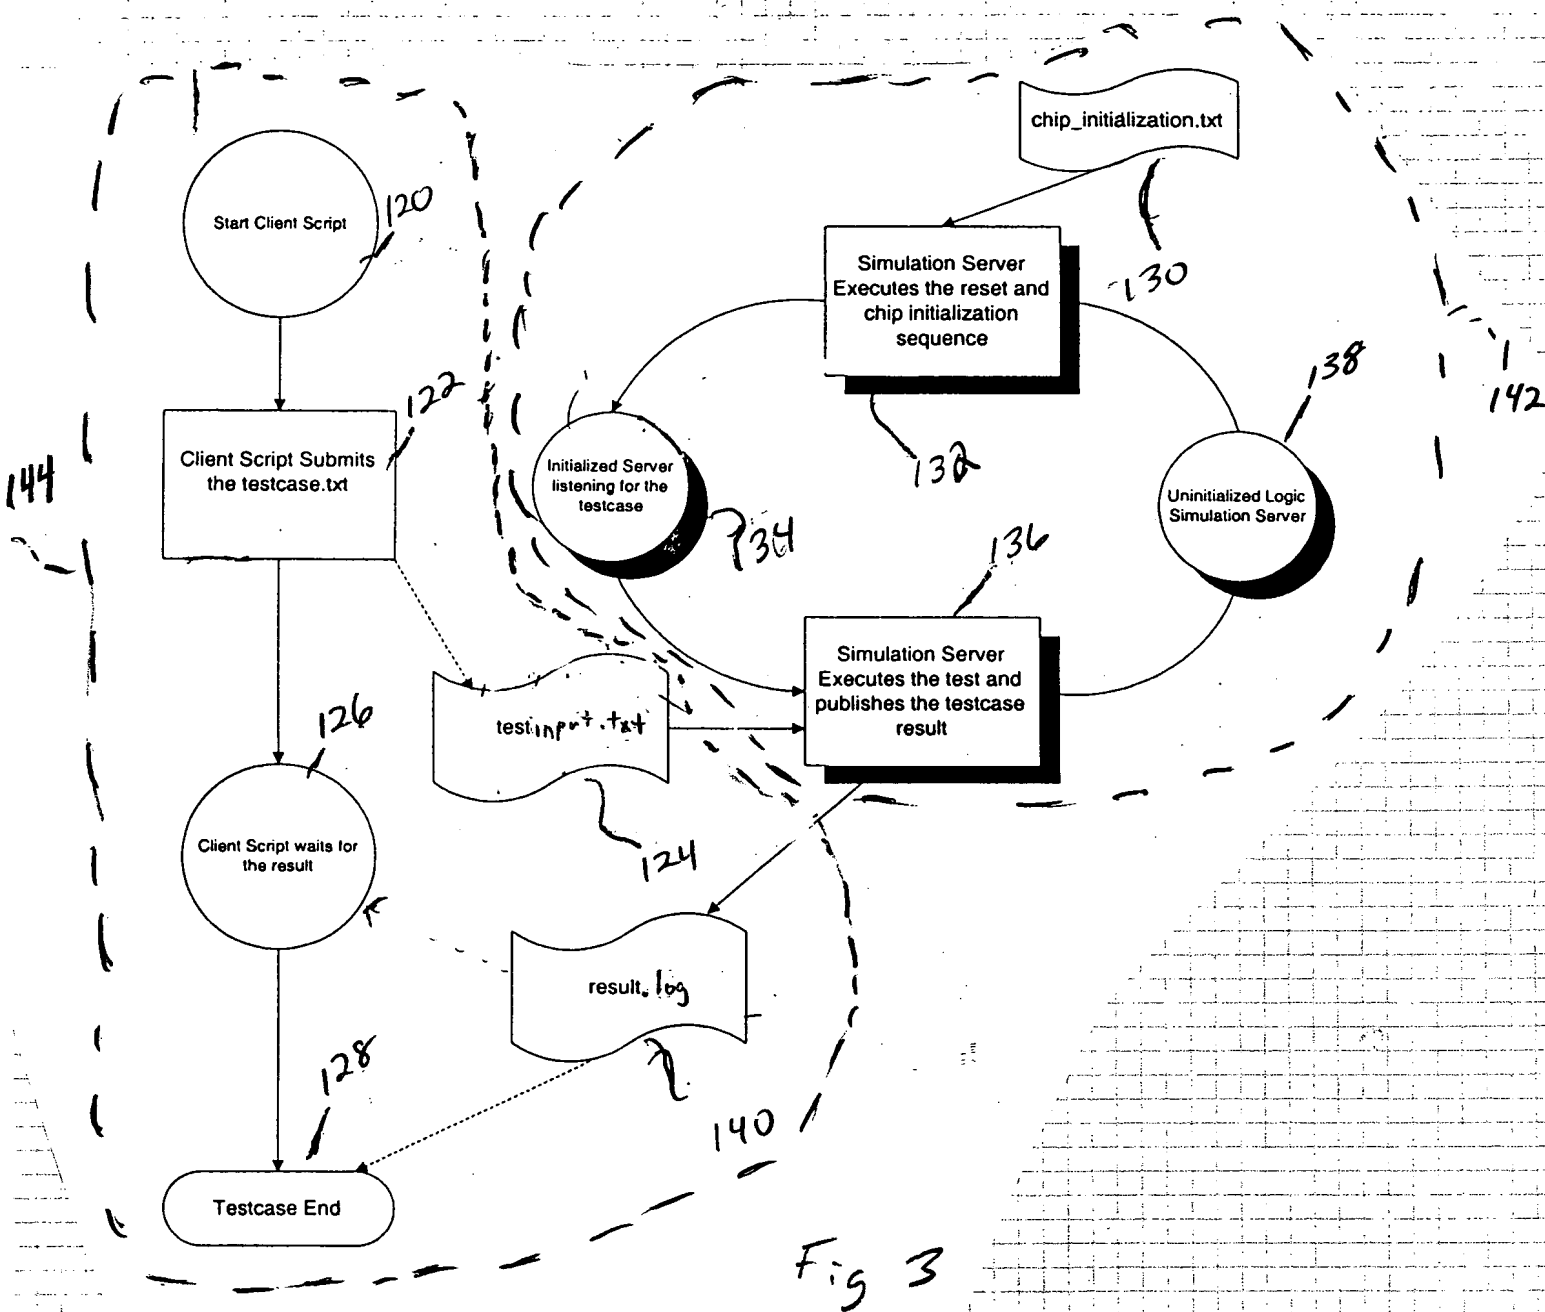 chip_initialization.txt
130
Start Client Script
120
Simulation Server
Executes the reset and
chip initialization
sequence
132
138
142
122
Client Script Submits
the testcase.txt
144
Initialized Server
listening for the
testcase
134
Uninitialized Logic
Simulation Server
136
Simulation Server
Executes the test and
publishes the testcase
result
126
testinput.txt
124
Client Script waits for
the result
result.log
140
128
Testcase End
Fig 3